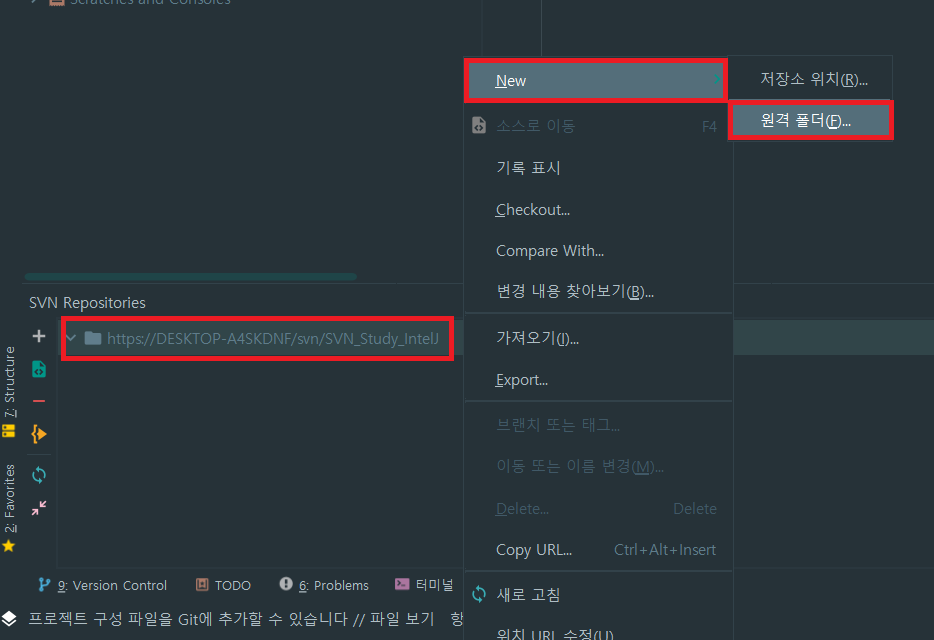 Scratches and Consoles
New
저장소 위치(R)...
원격 폴더(F)...
소스로 이동 F4
기록 표시
Checkout...
Compare With...
변경 내용 찾아보기(B)...
가져오기(I)...
Export...
브랜치 또는 태그...
이동 또는 이름 변경(M)...
Delete... Delete
Copy URL... Ctrl+Alt+Insert
새로 고침
위치 URL 수정(U)
SVN Repositories
https://DESKTOP-A4SKDNF/svn/SVN_Study_IntelJ
7: Structure
2: Favorites
9: Version Control TODO 6: Problems 터미널
프로젝트 구성 파일을 Git에 추가할 수 있습니다 // 파일 보기 항